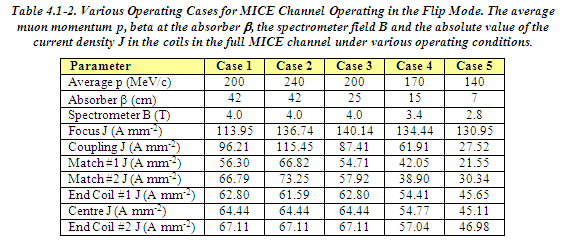 Table 4.1-2. Various Operating Cases for MICE Channel Operating in the Flip Mode. The average
muon momentum p, beta at the absorber β, the spectrometer field B and the absolute value of the
current density J in the coils in the full MICE channel under various operating conditions.
Parameter Case 1 Case 2 Case 3 Case 4 Case 5
Average p (MeV/c) 200 240 200 170 140
Absorber β (cm) 42 42 25 15 7
Spectrometer B (T) 4.0 4.0 4.0 3.4 2.8
Focus J (A mm⁻²) 113.95 136.74 140.14 134.44 130.95
Coupling J (A mm⁻²) 96.21 115.45 87.41 61.91 27.52
Match #1 J (A mm⁻²) 56.30 66.82 54.71 42.05 21.55
Match #2 J (A mm⁻²) 66.79 73.25 57.92 38.90 30.34
End Coil #1 J (A mm⁻²) 62.80 61.59 62.80 54.41 45.65
Centre J (A mm⁻²) 64.44 64.44 64.44 54.77 45.11
End Coil #2 J (A mm⁻²) 67.11 67.11 67.11 57.04 46.98